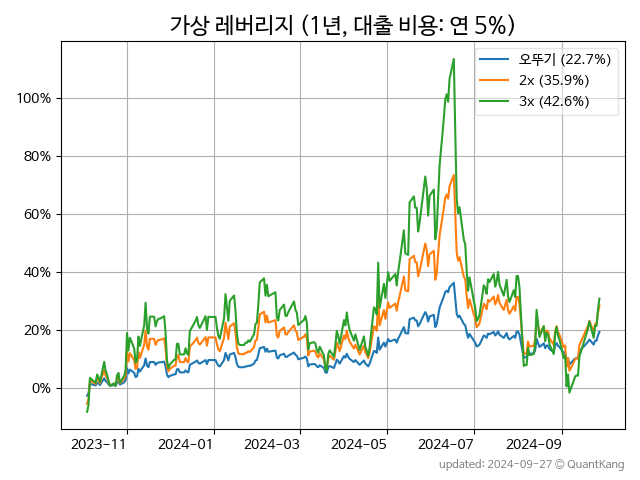 가상 레버리지 (1년, 대출 비용: 연 5%)
오뚜기 (22.7%)
2x (35.9%)
3x (42.6%)
100%
80%
60%
40%
20%
0%
2023-11 2024-01 2024-03 2024-05 2024-07 2024-09
updated: 2024-09-27 © QuantKang